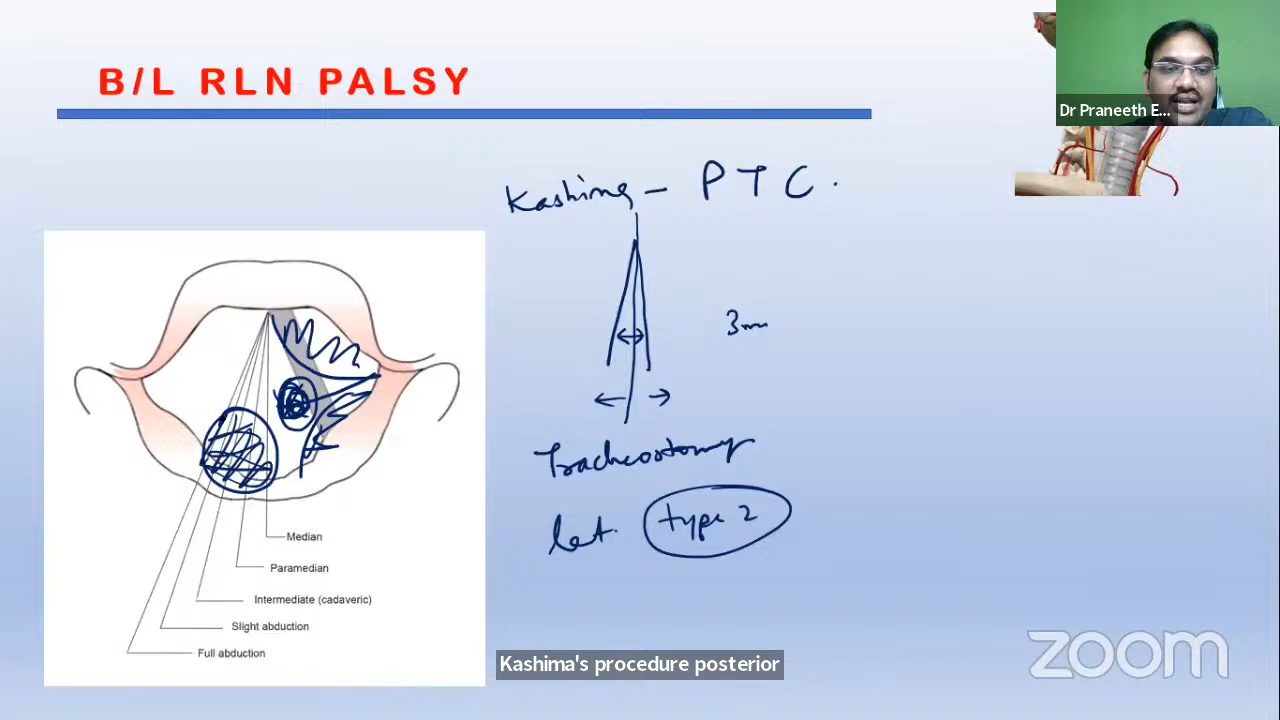 B/L RLN PALSY
Dr Praneeth E...
Kashima - PTC.
3mm
Tracheostomy
lat. type 2
Median
Paramedian
Intermediate (cadaveric)
Slight abduction
Full abduction
Kashima's procedure posterior
zoom